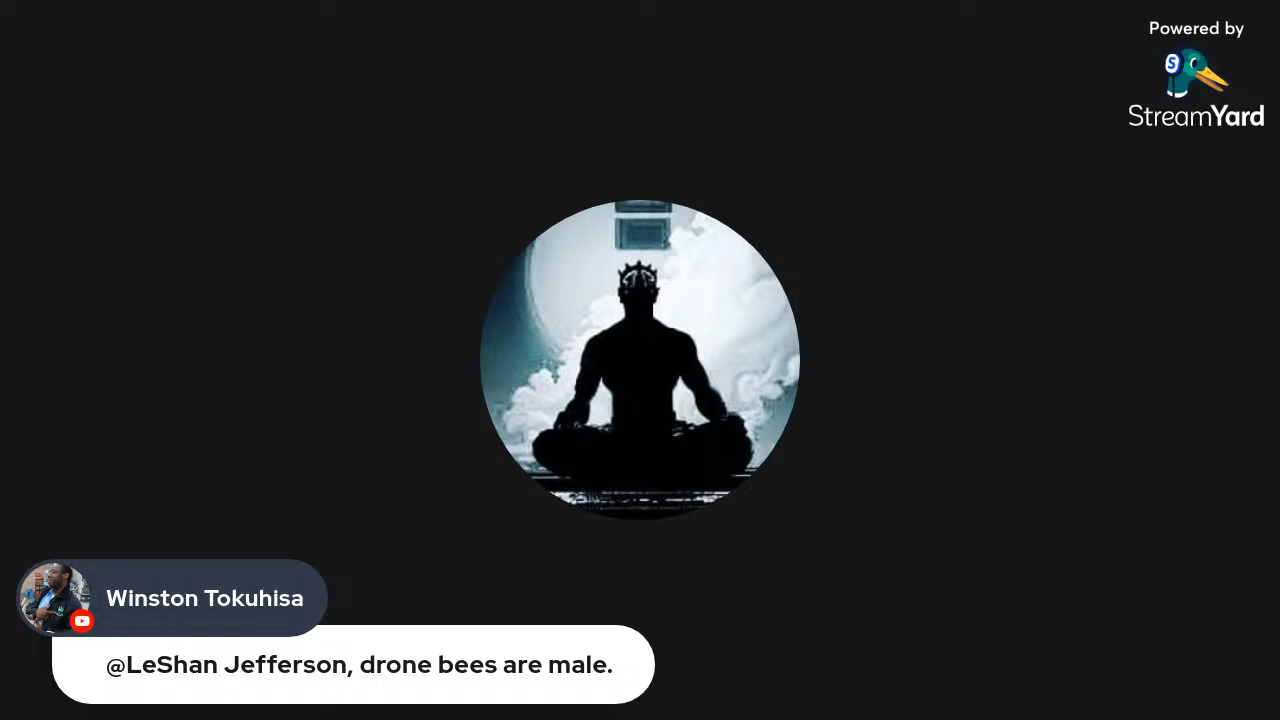 Powered by
S
StreamYard
Winston Tokuhisa
@LeShan Jefferson, drone bees are male.